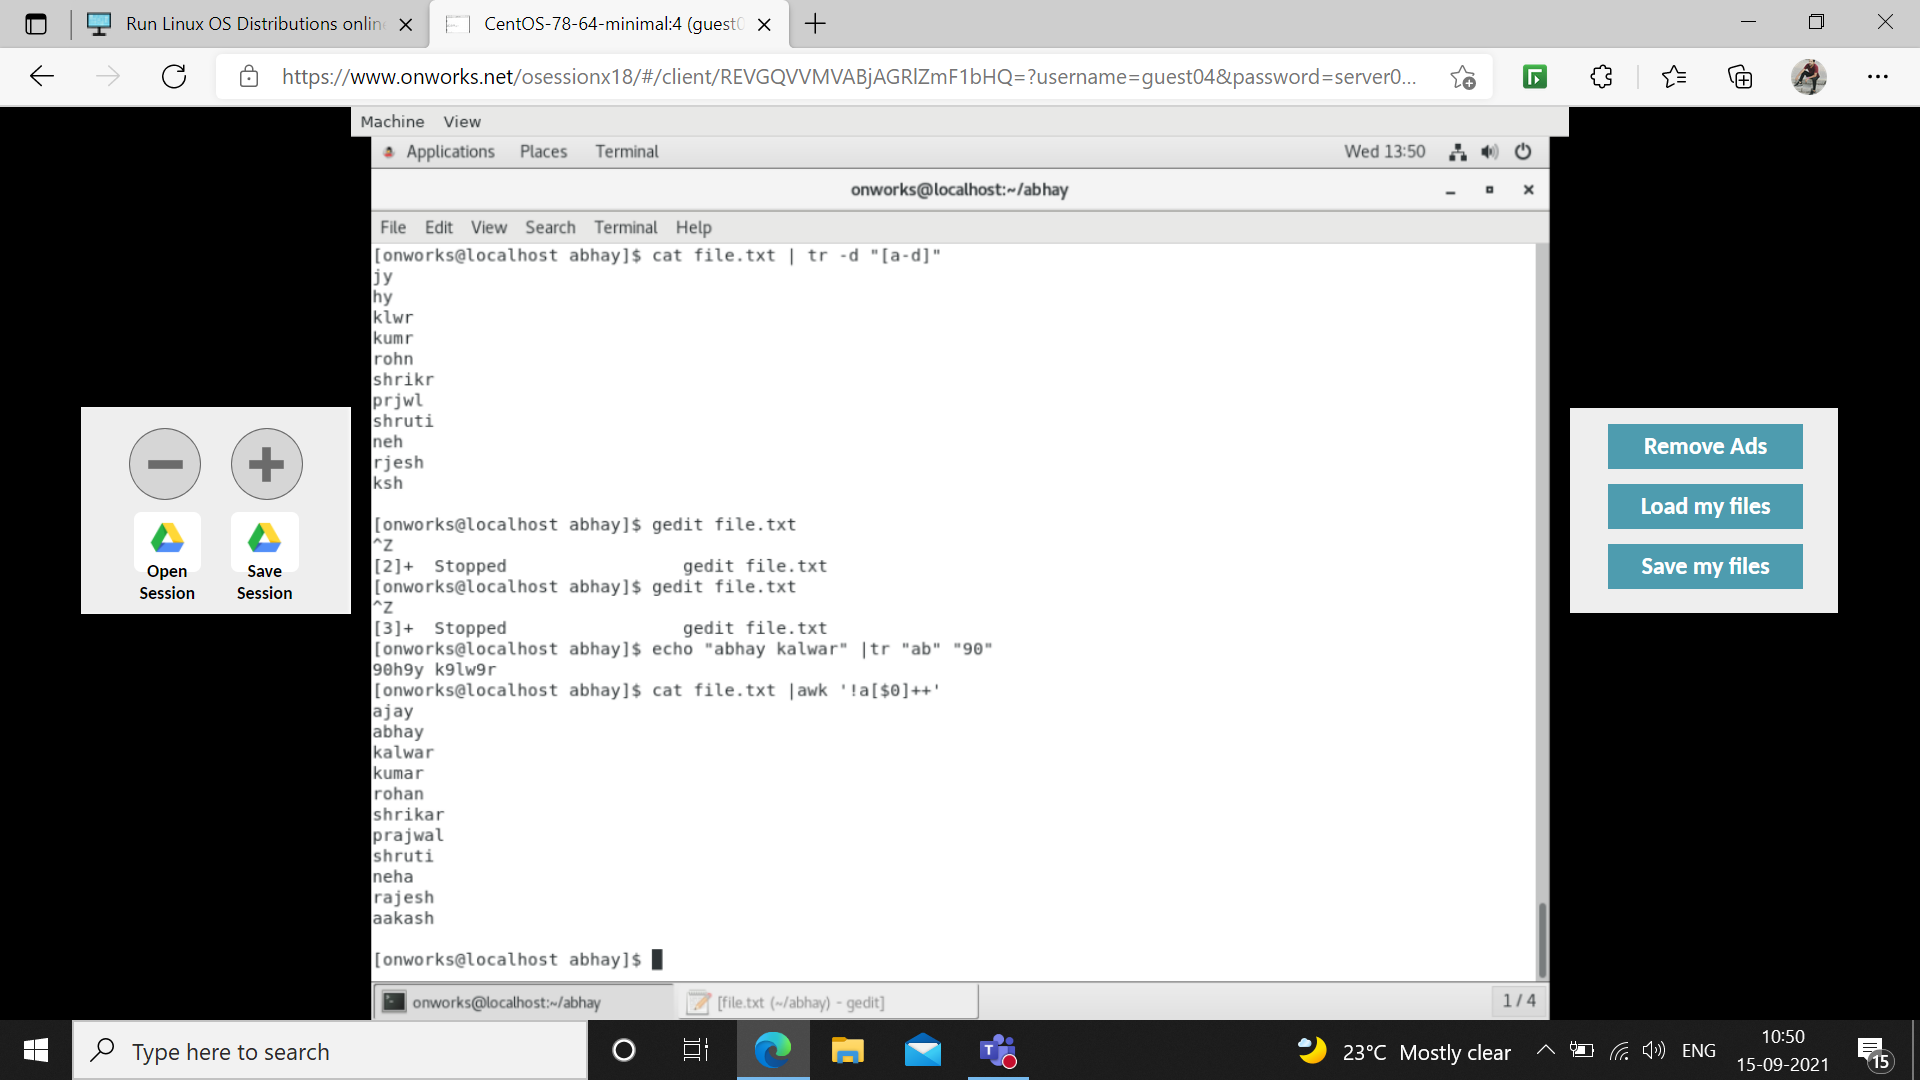 Run Linux OS Distributions onlin
CentOS-78-64-minimal:4 (guest0
https://www.onworks.net/osessionx18/#/client/REVGQVVMVABjAGRlZmF1bHQ=?username=guest04&password=server0...
Machine View
Applications Places Terminal Wed 13:50
onworks@localhost:~/abhay
File Edit View Search Terminal Help
[onworks@localhost abhay]$ cat file.txt | tr -d "[a-d]"
jy
hy
klwr
kumr
rohn
shrikr
prjwl
shruti
neh
rjesh
ksh
[onworks@localhost abhay]$ gedit file.txt
^Z
[2]+ Stopped gedit file.txt
[onworks@localhost abhay]$ gedit file.txt
^Z
[3]+ Stopped gedit file.txt
[onworks@localhost abhay]$ echo "abhay kalwar" |tr "ab" "90"
90h9y k9lw9r
[onworks@localhost abhay]$ cat file.txt |awk '!a[$0]++'
ajay
abhay
kalwar
kumar
rohan
shrikar
prajwal
shruti
neha
rajesh
aakash
[onworks@localhost abhay]$
onworks@localhost:~/abhay
[file.txt (~/abhay) - gedit]
1 / 4
Open Session
Save Session
Remove Ads
Load my files
Save my files
Type here to search
T
23°C Mostly clear
ENG
10:50
15-09-2021
15